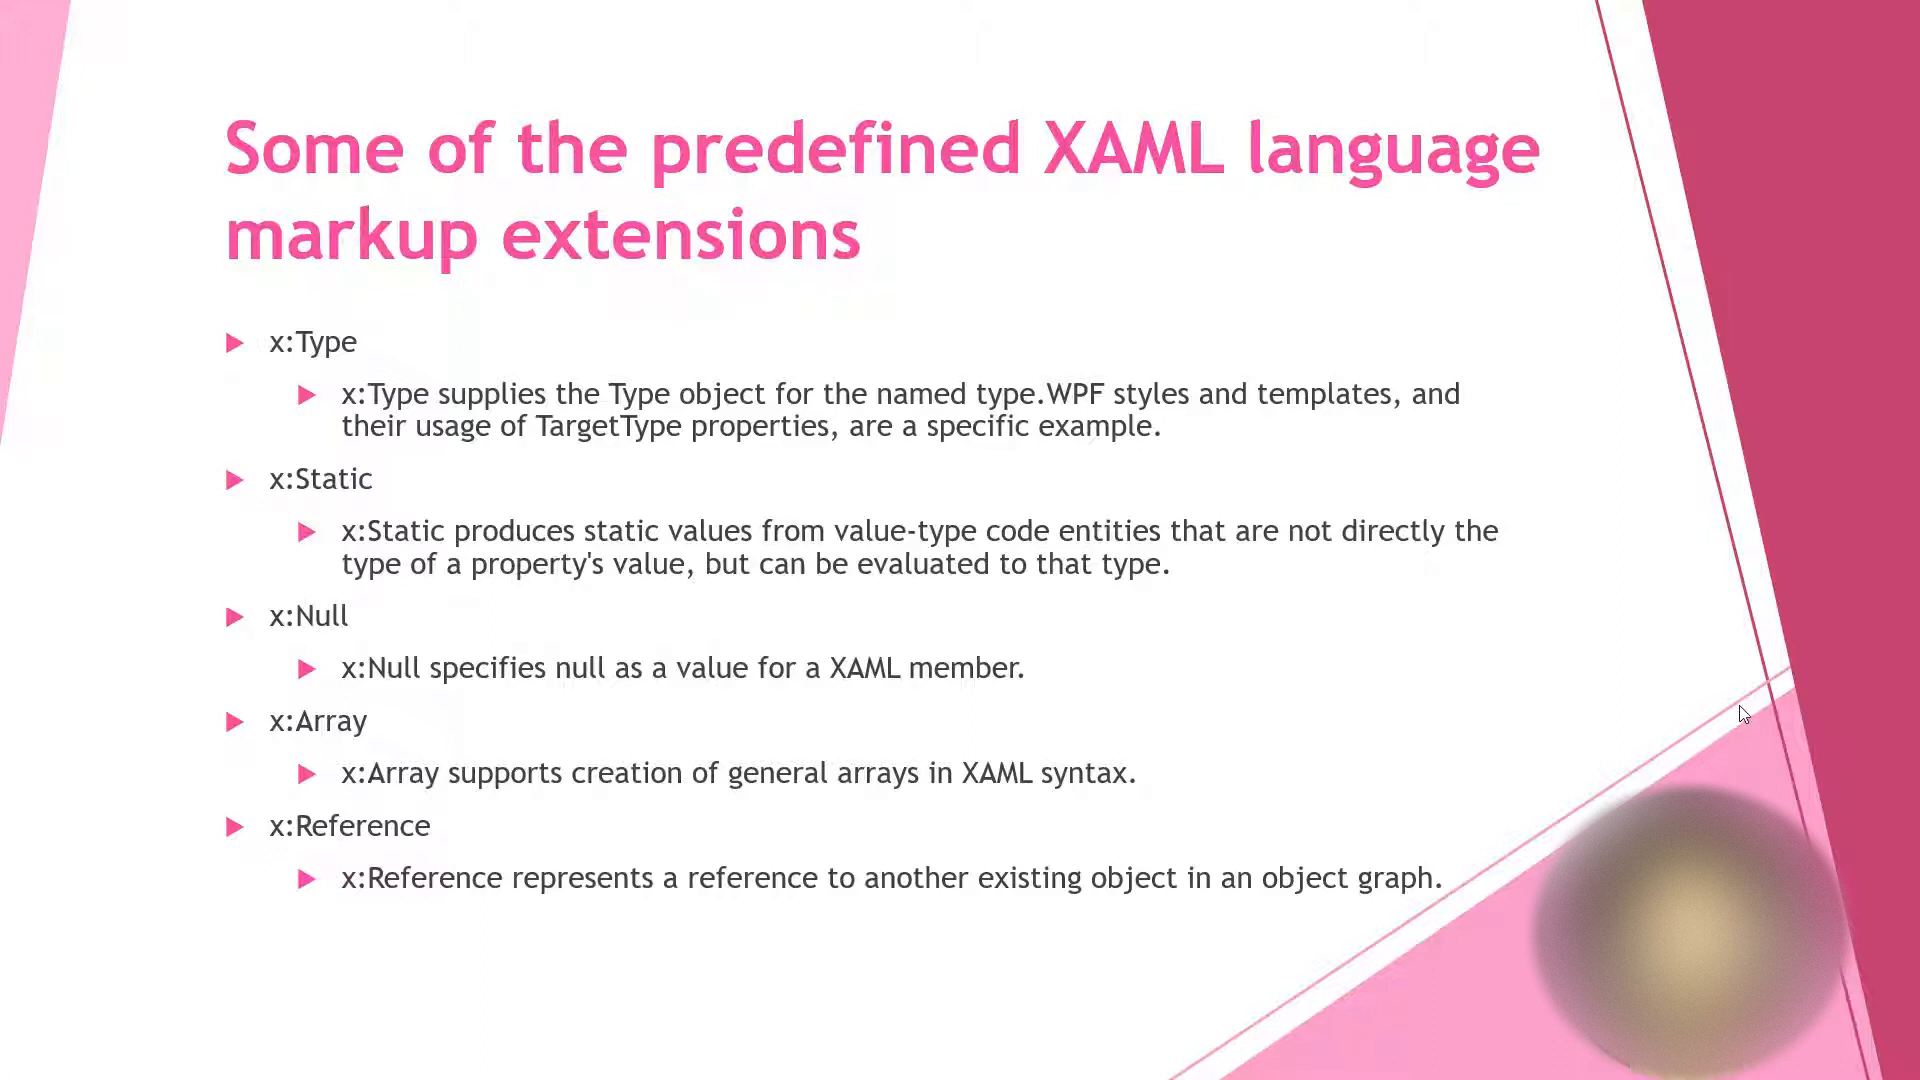 Some of the predefined XAML language
markup extensions
x:Type
x:Type supplies the Type object for the named type.WPF styles and templates, and
their usage of TargetType properties, are a specific example.
x:Static
x:Static produces static values from value-type code entities that are not directly the
type of a property's value, but can be evaluated to that type.
x:Null
x:Null specifies null as a value for a XAML member.
x:Array
x:Array supports creation of general arrays in XAML syntax.
x:Reference
x:Reference represents a reference to another existing object in an object graph.